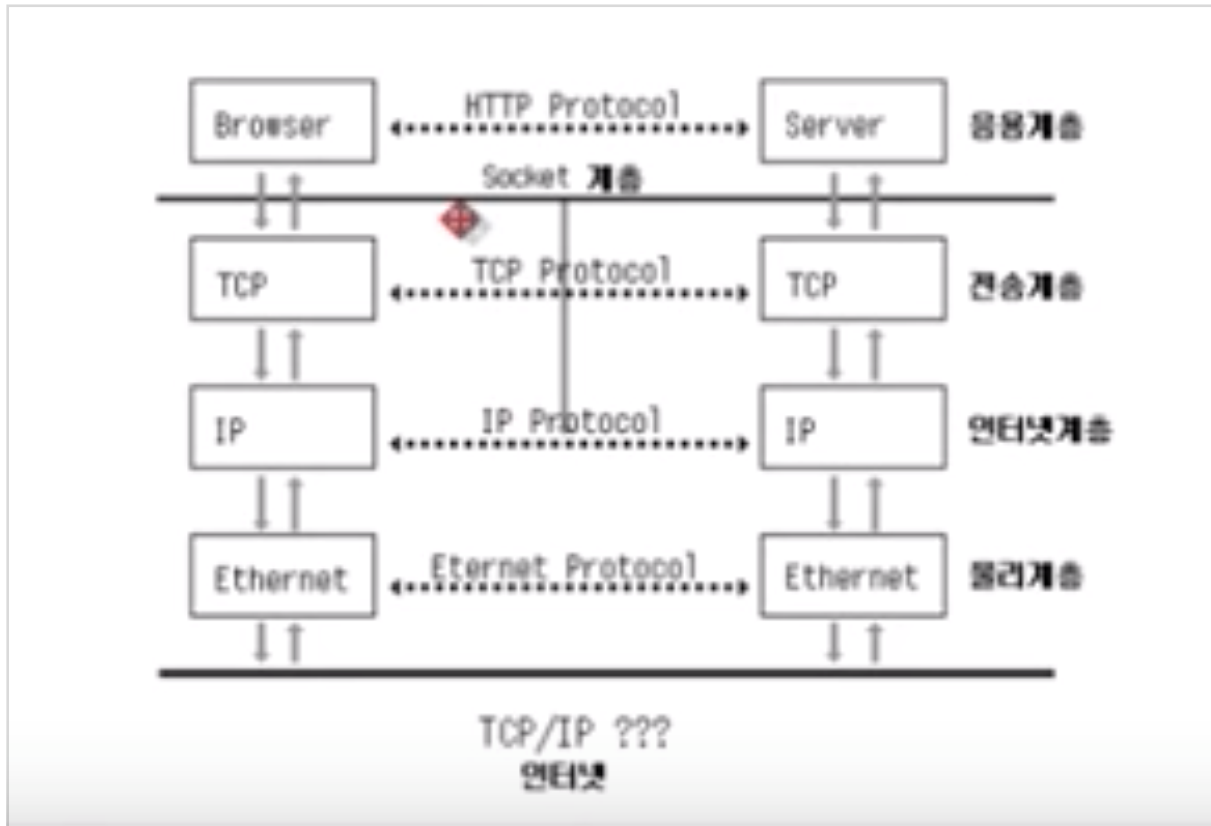 HTTP Protocol
Browser
Server
응용계층
Socket 계층
TCP Protocol
TCP
TCP
전송계층
IP Protocol
IP
IP
인터넷계층
Eternet Protocol
Ethernet
Ethernet
물리계층
TCP/IP ???
인터넷